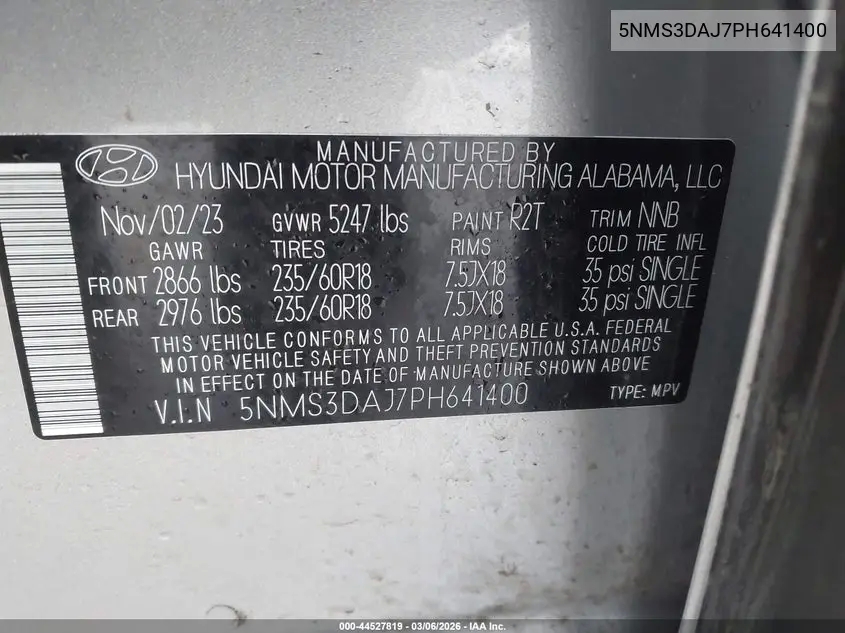 5NMS3DAJ7PH641400
MANUFACTURED BY
HYUNDAI MOTOR MANUFACTURING ALABAMA, LLC
Nov/02/23 GVWR 5247 lbs PAINT R2T TRIM NNB
GAWR TIRES RIMS COLD TIRE INFL
FRONT 2866 lbs 235/60R18 7.5JX18 35 psi SINGLE
REAR 2976 lbs 235/60R18 7.5JX18 35 psi SINGLE
THIS VEHICLE CONFORMS TO ALL APPLICABLE U.S.A. FEDERAL
MOTOR VEHICLE SAFETY AND THEFT PREVENTION STANDARDS
IN EFFECT ON THE DATE OF MANUFACTURE SHOWN ABOVE
V.I.N 5NMS3DAJ7PH641400 TYPE: MPV
000-44527819 - 03/06/2026 - IAA Inc.